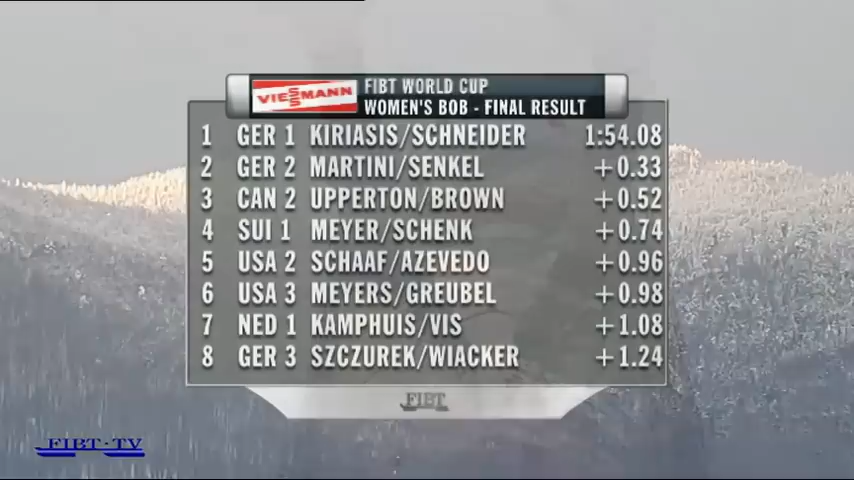 VIESSMANN
FIBT WORLD CUP
WOMEN'S BOB - FINAL RESULT
1 GER 1 KIRIASIS/SCHNEIDER 1:54.08
2 GER 2 MARTINI/SENKEL +0.33
3 CAN 2 UPPERTON/BROWN +0.52
4 SUI 1 MEYER/SCHENK +0.74
5 USA 2 SCHAAF/AZEVEDO +0.96
6 USA 3 MEYERS/GREUBEL +0.98
7 NED 1 KAMPHUIS/VIS +1.08
8 GER 3 SZCZUREK/WIACKER +1.24
FIBT
FIBT·TV